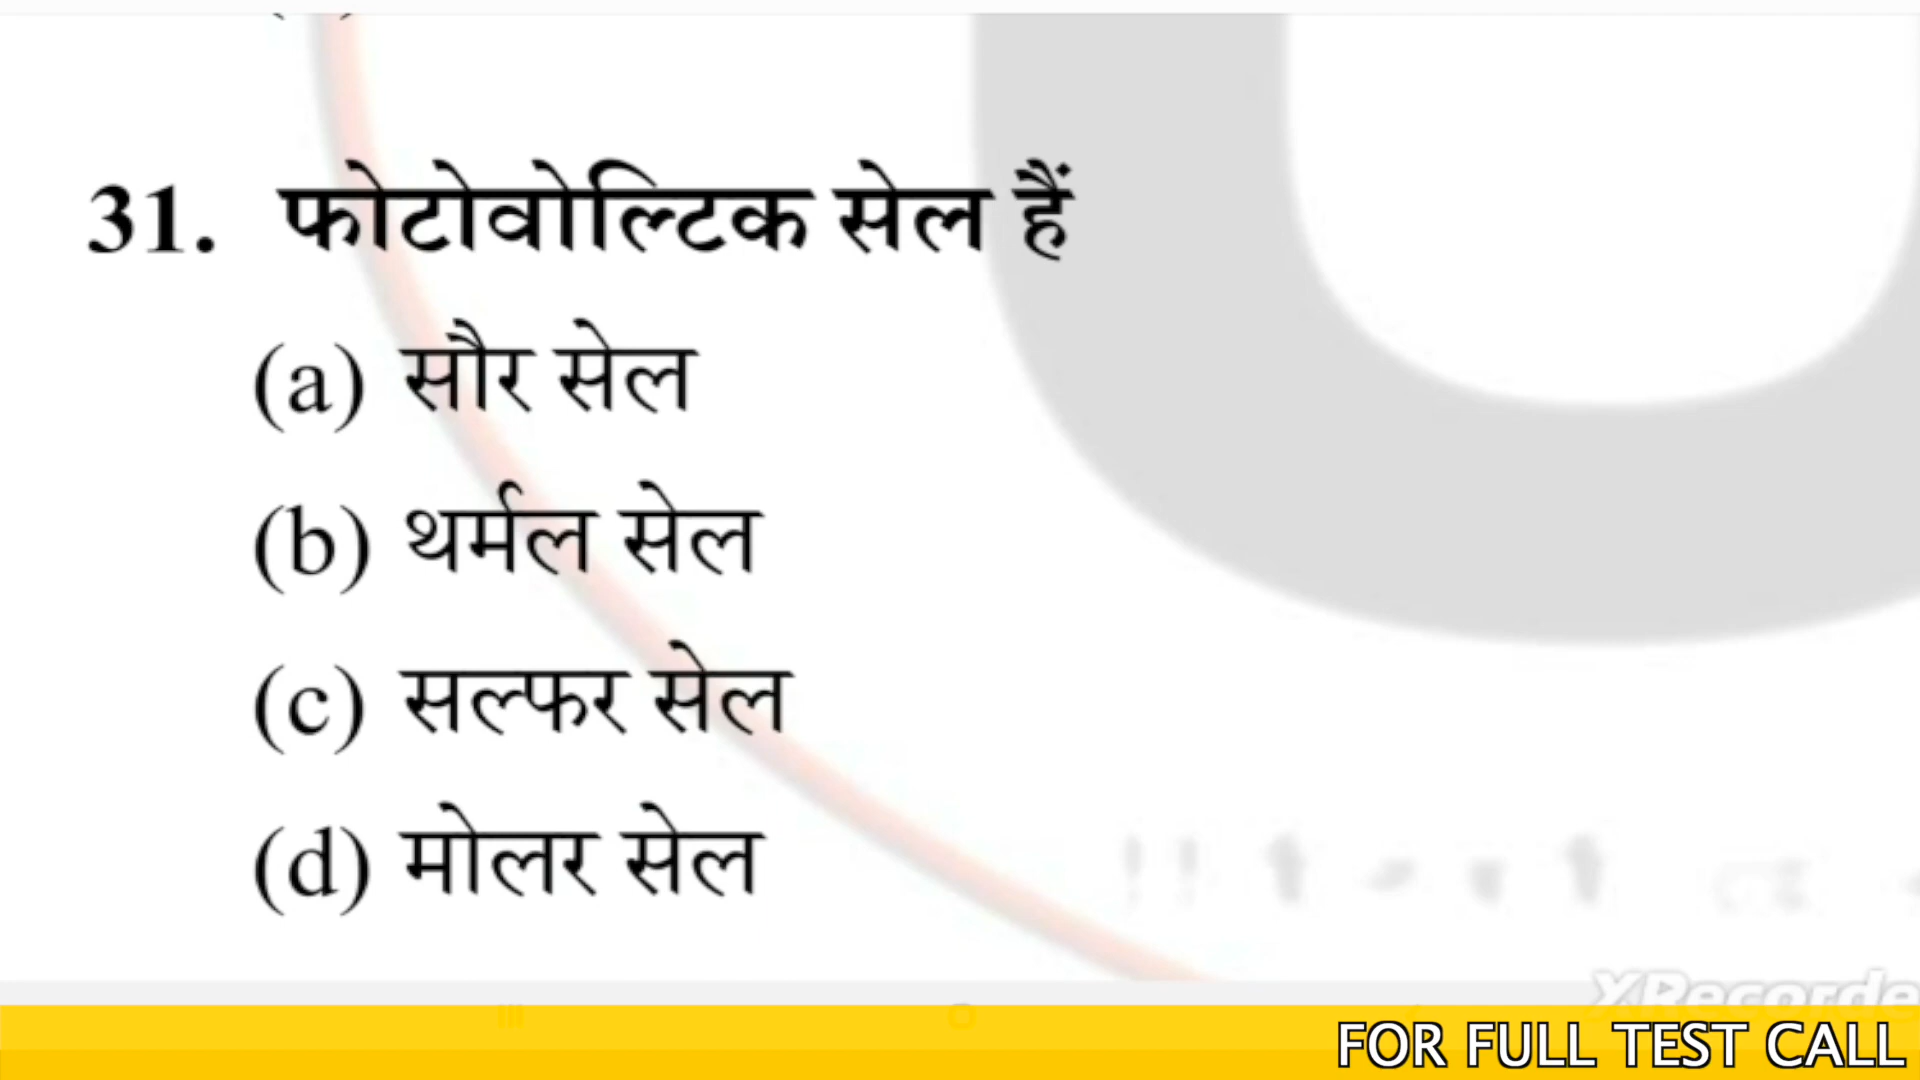 31. फोटोवोल्टिक सेल हैं
(a) सौर सेल
(b) थर्मल सेल
(c) सल्फर सेल
(d) मोलर सेल
FOR FULL TEST CALL